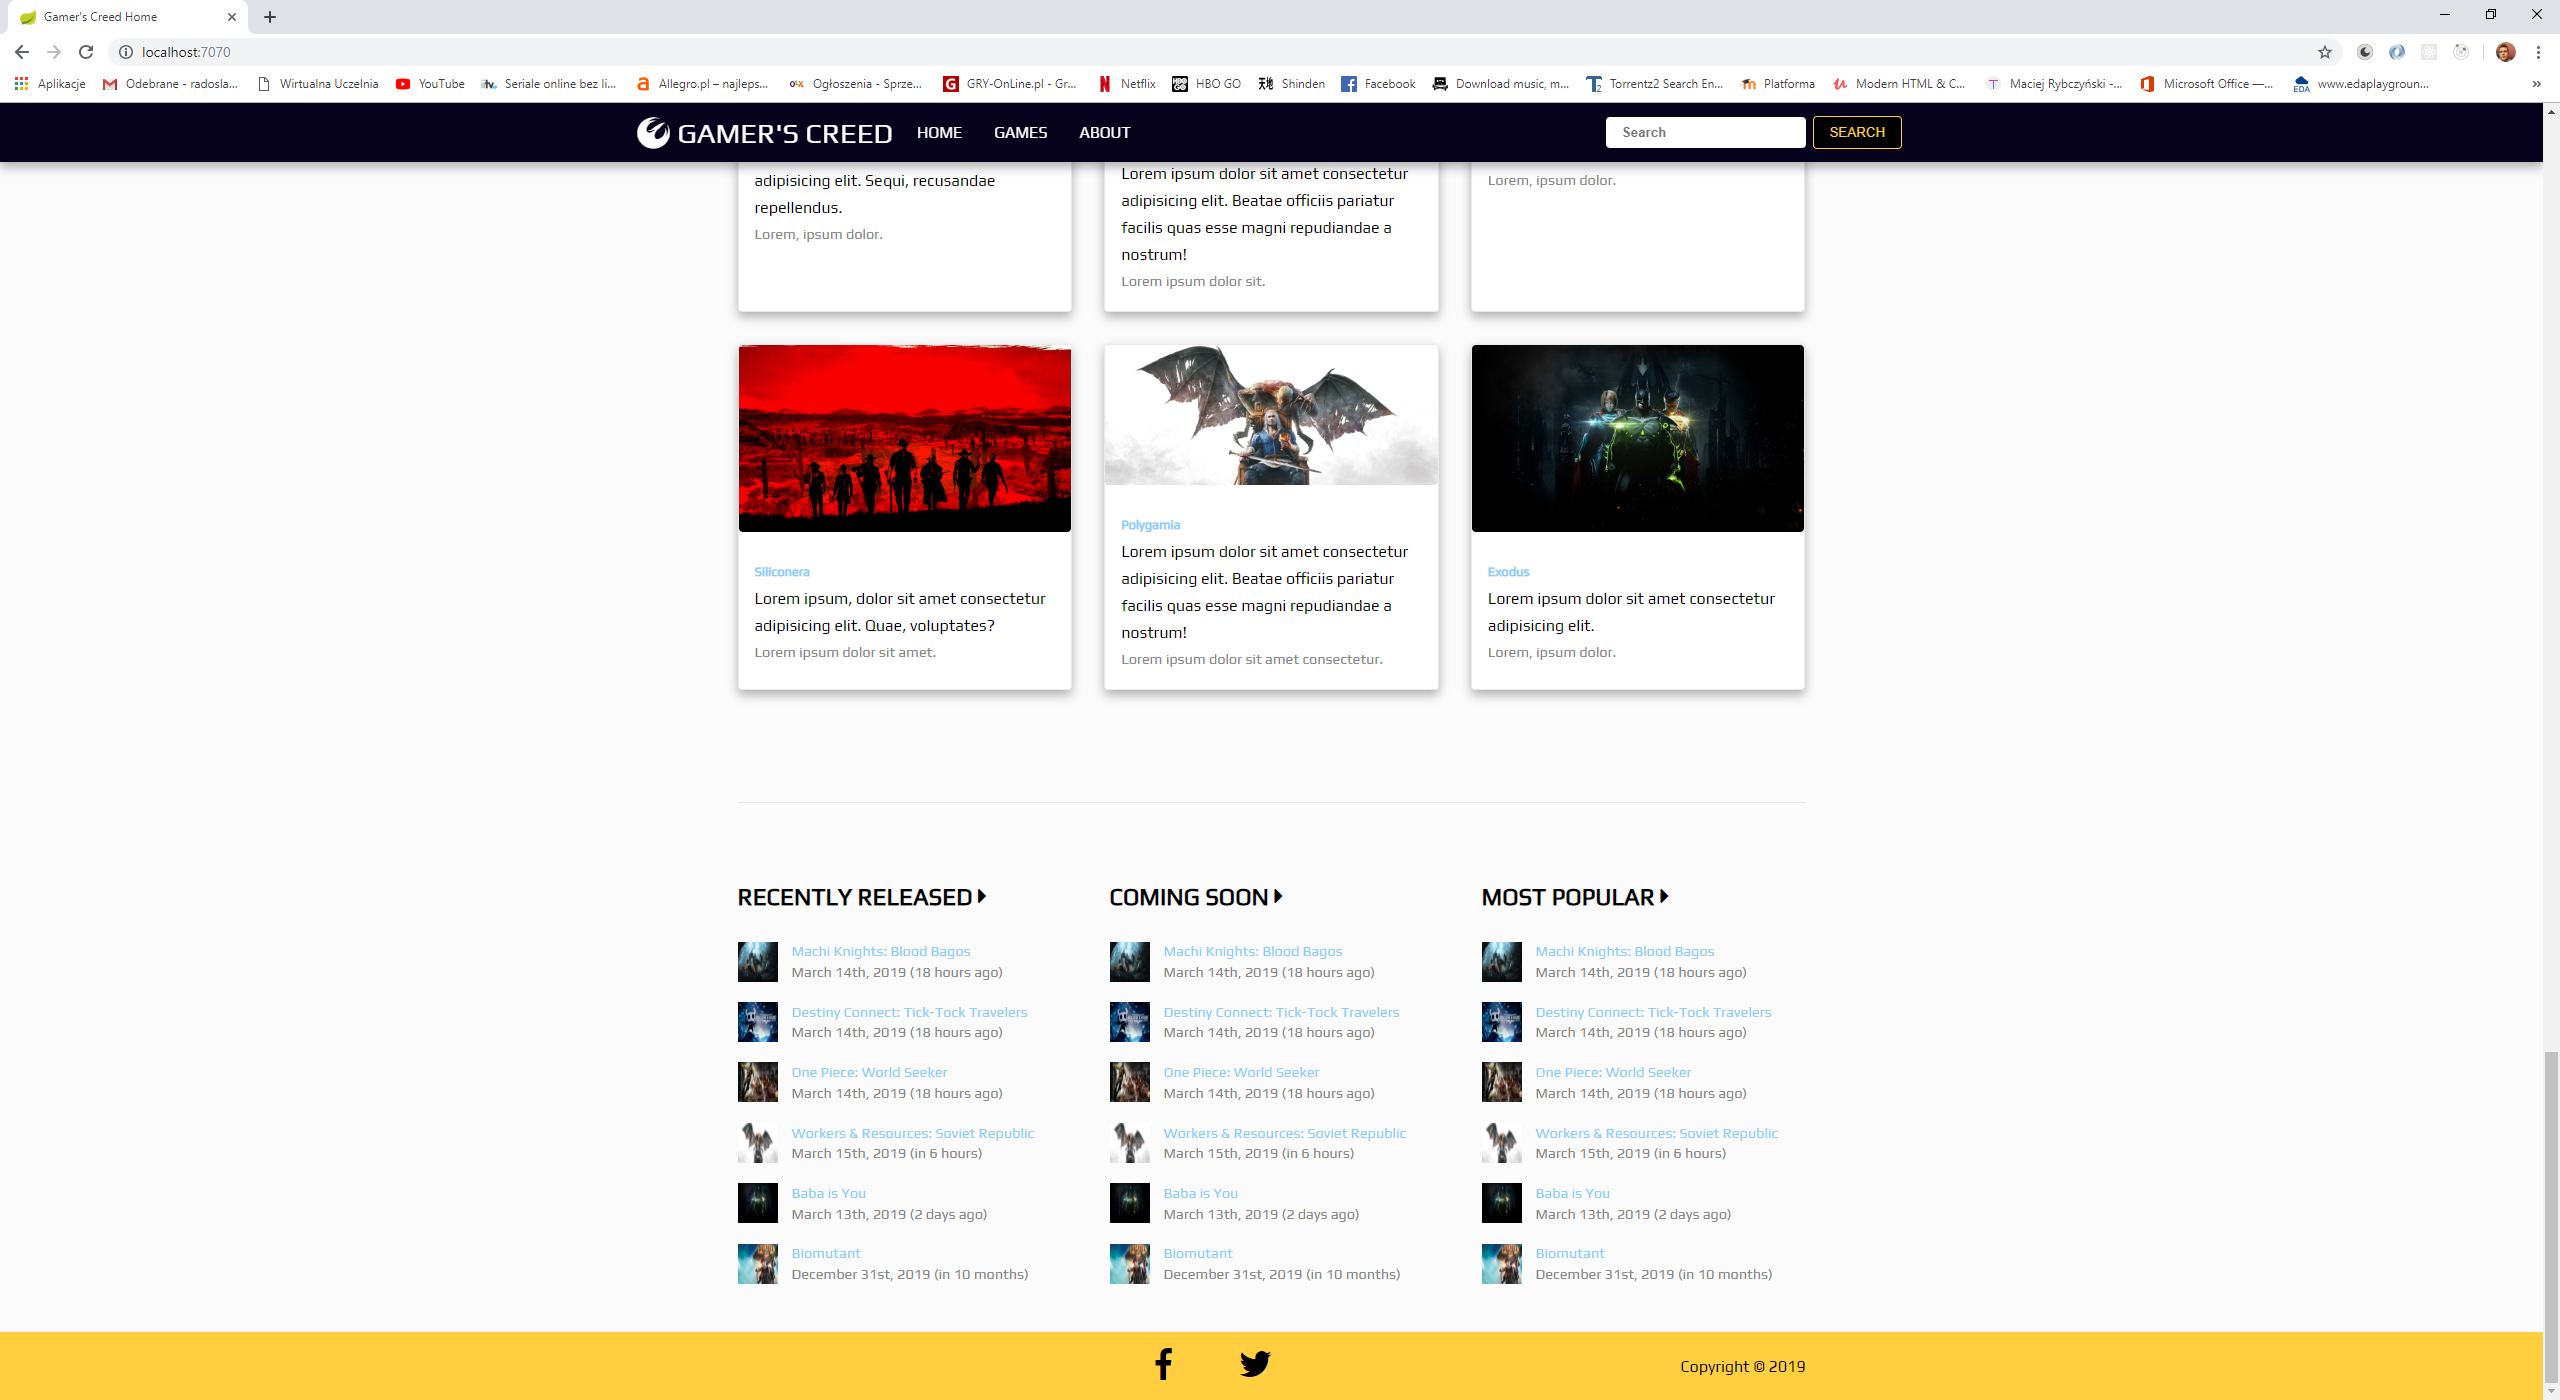 Gamer's Creed Home
localhost:7070
Aplikacje
Odebrane - radosla...
Wirtualna Uczelnia
YouTube
Seriale online bez li...
Allegro.pl – najleps...
Ogłoszenia - Sprze...
GRY-OnLine.pl - Gr...
Netflix
HBO GO
Shinden
Facebook
Download music, m...
Torrentz2 Search En...
Platforma
Modern HTML & C...
Maciej Rybczyński -...
Microsoft Office —...
EDA
www.edaplaygroun...
GAMER'S CREED
HOME
GAMES
ABOUT
Search
SEARCH
adipisicing elit. Sequi, recusandae
repellendus.
Lorem, ipsum dolor.
Lorem ipsum dolor sit amet consectetur
adipisicing elit. Beatae officiis pariatur
facilis quas esse magni repudiandae a
nostrum!
Lorem ipsum dolor sit.
Lorem, ipsum dolor.
Siliconera
Lorem ipsum, dolor sit amet consectetur
adipisicing elit. Quae, voluptates?
Lorem ipsum dolor sit amet.
Polygamia
Lorem ipsum dolor sit amet consectetur
adipisicing elit. Beatae officiis pariatur
facilis quas esse magni repudiandae a
nostrum!
Lorem ipsum dolor sit amet consectetur.
Exodus
Lorem ipsum dolor sit amet consectetur
adipisicing elit.
Lorem, ipsum dolor.
RECENTLY RELEASED
Machi Knights: Blood Bagos
March 14th, 2019 (18 hours ago)
Destiny Connect: Tick-Tock Travelers
March 14th, 2019 (18 hours ago)
One Piece: World Seeker
March 14th, 2019 (18 hours ago)
Workers & Resources: Soviet Republic
March 15th, 2019 (in 6 hours)
Baba is You
March 13th, 2019 (2 days ago)
Biomutant
December 31st, 2019 (in 10 months)
COMING SOON
Machi Knights: Blood Bagos
March 14th, 2019 (18 hours ago)
Destiny Connect: Tick-Tock Travelers
March 14th, 2019 (18 hours ago)
One Piece: World Seeker
March 14th, 2019 (18 hours ago)
Workers & Resources: Soviet Republic
March 15th, 2019 (in 6 hours)
Baba is You
March 13th, 2019 (2 days ago)
Biomutant
December 31st, 2019 (in 10 months)
MOST POPULAR
Machi Knights: Blood Bagos
March 14th, 2019 (18 hours ago)
Destiny Connect: Tick-Tock Travelers
March 14th, 2019 (18 hours ago)
One Piece: World Seeker
March 14th, 2019 (18 hours ago)
Workers & Resources: Soviet Republic
March 15th, 2019 (in 6 hours)
Baba is You
March 13th, 2019 (2 days ago)
Biomutant
December 31st, 2019 (in 10 months)
Copyright © 2019